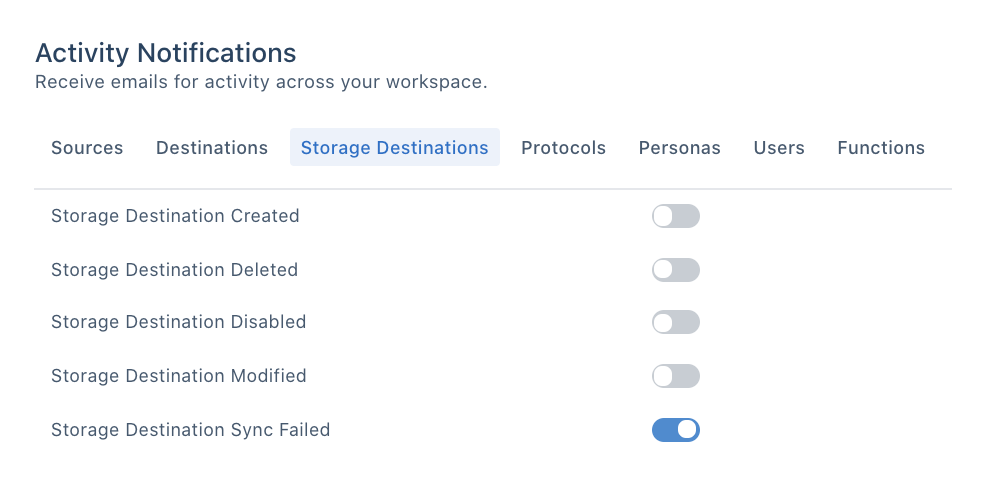 Activity Notifications
Receive emails for activity across your workspace.
Sources Destinations Storage Destinations Protocols Personas Users Functions
Storage Destination Created
Storage Destination Deleted
Storage Destination Disabled
Storage Destination Modified
Storage Destination Sync Failed